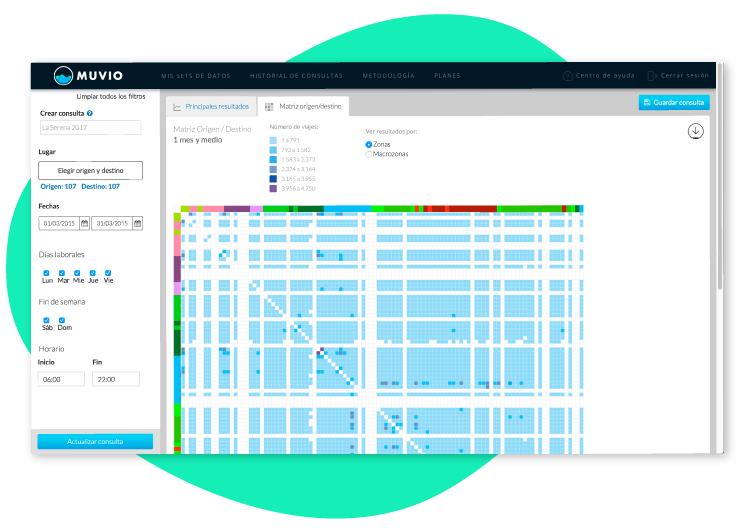 MUVIO
MIS SETS DE DATOS
HISTORIAL DE CONSULTAS
METODOLOGÍA
PLANES
Centro de ayuda
Cerrar sesión
Limpiar todos los filtros
Crear consulta
La Serena 2017
Lugar
Elegir origen y destino
Origen: 107 Destino: 107
Fechas
01/03/2015 31/03/2015
Días laborales
Lun Mar Mie Jue Vie
Fin de semana
Sáb Dom
Horario
Inicio Fin
06:00 22:00
Actualizar consulta
Principales resultados
Matriz origen/destino
Guardar consulta
Matriz Origen / Destino
1 mes y medio
Número de viajes:
1 a 791
792 a 1.582
1.583 a 2.373
2.374 a 3.164
3.165 a 3.955
3.956 a 4.750
Ver resultados por:
Zonas
Macrozonas